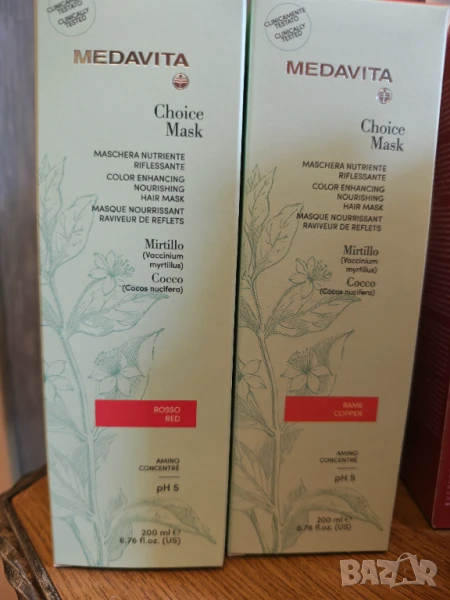 CLINICAMENTE
TESTATO
CLINICALLY
TESTED
MEDAVITA
Choice
Mask
MASCHERA NUTRIENTE
RIFLESSANTE
COLOR ENHANCING
NOURISHING
HAIR MASK
MASQUE NOURRISSANT
RAVIVEUR DE REFLETS
Mirtillo
(Vaccinium
myrtillus)
Cocco
(Cocos nucifera)
ROSSO
RED
AMINO
CONCENTRÉ
pH 5
200 ml ℮
6.76 fl.oz. (US)
CLINICAMENTE
TESTATO
CLINICALLY
TESTED
MEDAVITA
Choice
Mask
MASCHERA NUTRIENTE
RIFLESSANTE
COLOR ENHANCING
NOURISHING
HAIR MASK
MASQUE NOURRISSANT
RAVIVEUR DE REFLETS
Mirtillo
(Vaccinium
myrtillus)
Cocco
(Cocos nucifera)
RAME
COPPER
AMINO
CONCENTRÉ
pH 5
200 ml ℮
6.76 fl.oz. (US)
BAZAR